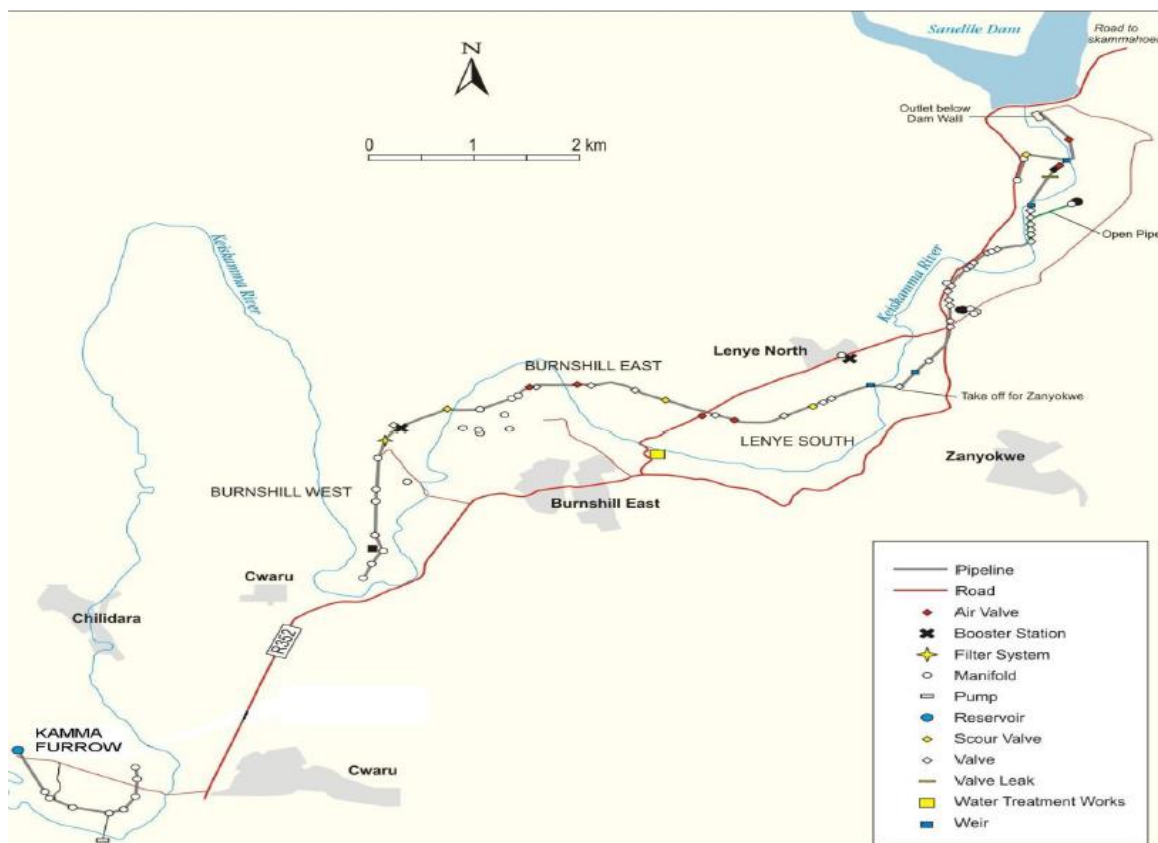 Sanelile Dam
Road to
skammahoek
N
Outlet below
Dam Wall
0 1 2 km
Open Pipe
Keiskamma River
Keiskamma River
Lenye North
BURNSHILL EAST
Take off for Zanyokwe
LENYE SOUTH
Zanyokwe
BURNSHILL WEST
Burnshill East
Cwaru
Chilidara
R352
KAMMA
FURROW
Cwaru
Pipeline
Road
Air Valve
Booster Station
Filter System
Manifold
Pump
Reservoir
Scour Valve
Valve
Valve Leak
Water Treatment Works
Weir